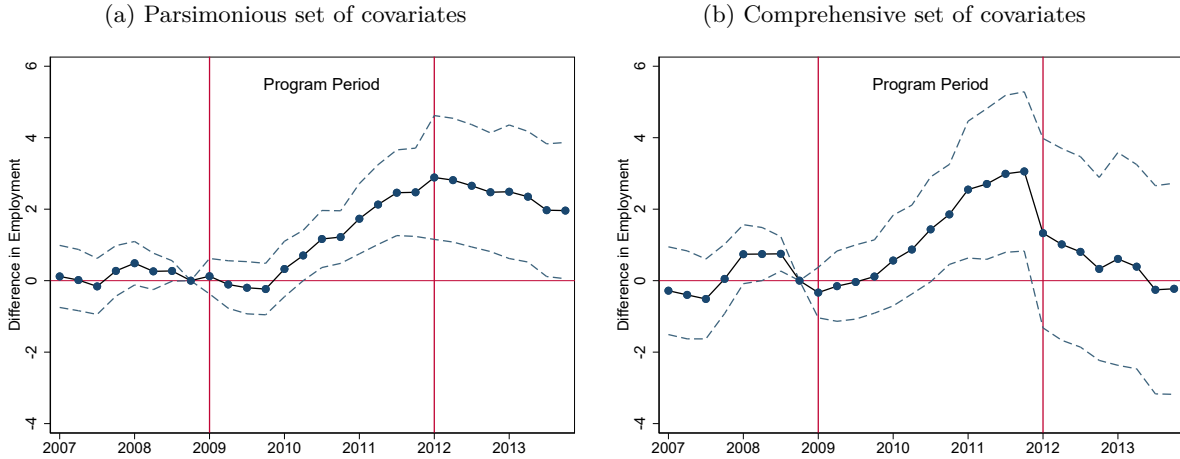 (a) Parsimonious set of covariates
Difference in Employment
6
4
2
0
-2
-4
Program Period
2007 2008 2009 2010 2011 2012 2013
(b) Comprehensive set of covariates
Difference in Employment
6
4
2
0
-2
-4
Program Period
2007 2008 2009 2010 2011 2012 2013